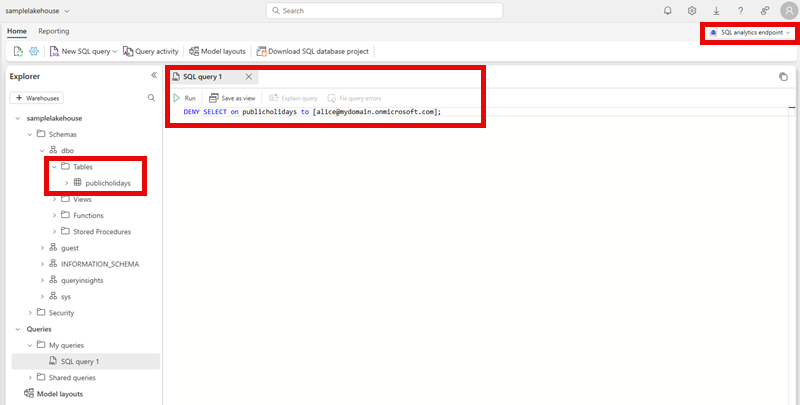 samplelakehouse
Search
?
Home Reporting
SQL analytics endpoint
New SQL query Query activity Model layouts Download SQL database project
Explorer
SQL query 1
+ Warehouses
Run Save as view Explain query Fix query errors
DENY SELECT on publicholidays to [alice@mydomain.onmicrosoft.com];
samplelakehouse
Schemas
dbo
Tables
publicholidays
Views
Functions
Stored Procedures
guest
INFORMATION_SCHEMA
queryinsights
sys
Security
Queries
My queries
SQL query 1
Shared queries
Model layouts